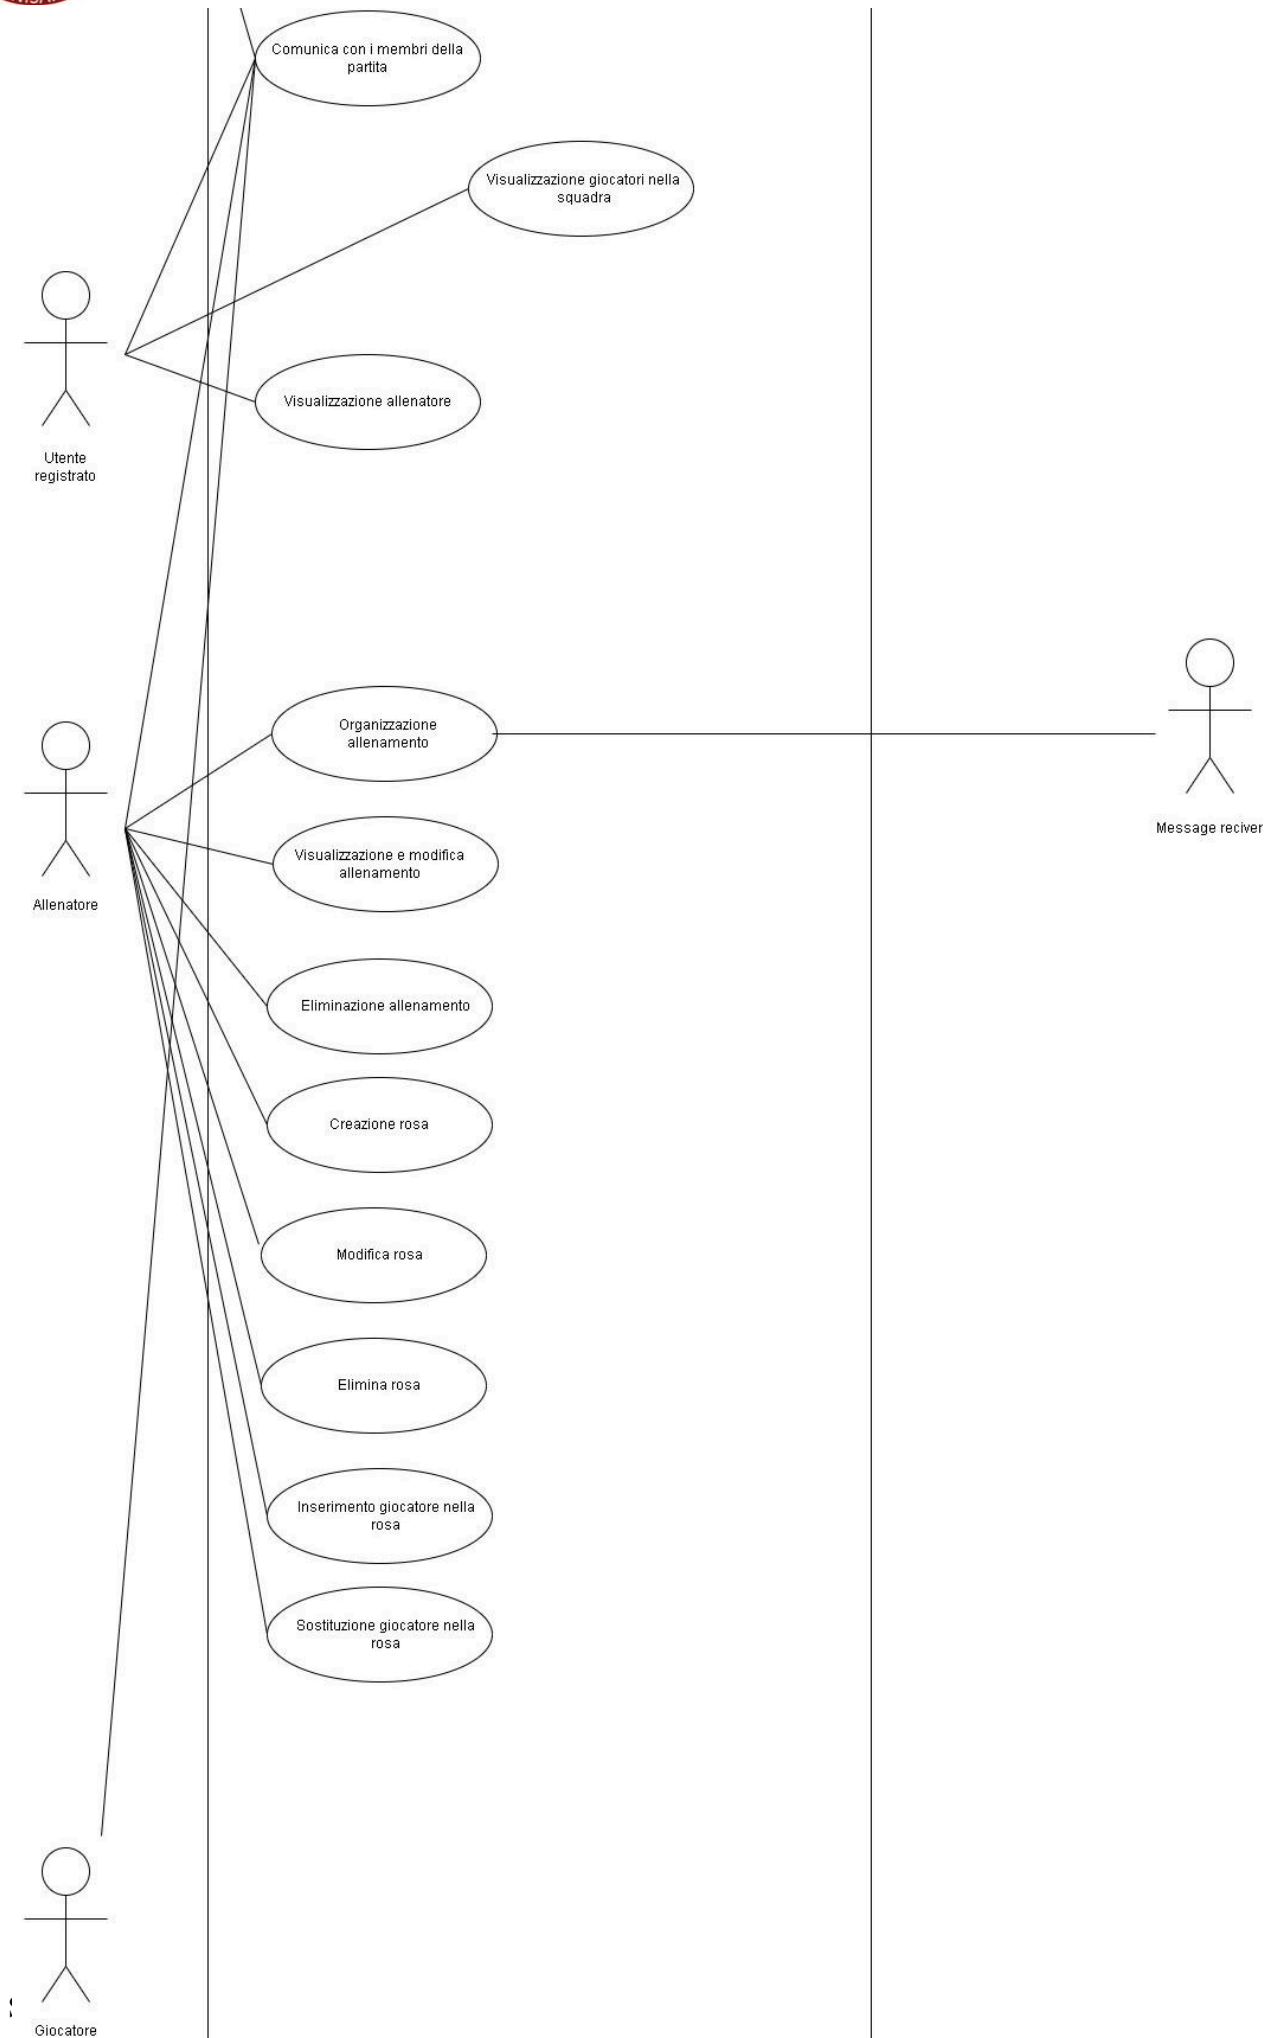 Comunica con i membri della
partita
Visualizzazione giocatori nella
squadra
Visualizzazione allenatore
Utente
registrato
Organizzazione
allenamento
Message reciver
Visualizzazione e modifica
allenamento
Allenatore
Eliminazione allenamento
Creazione rosa
Modifica rosa
Elimina rosa
Inserimento giocatore nella
rosa
Sostituzione giocatore nella
rosa
Giocatore